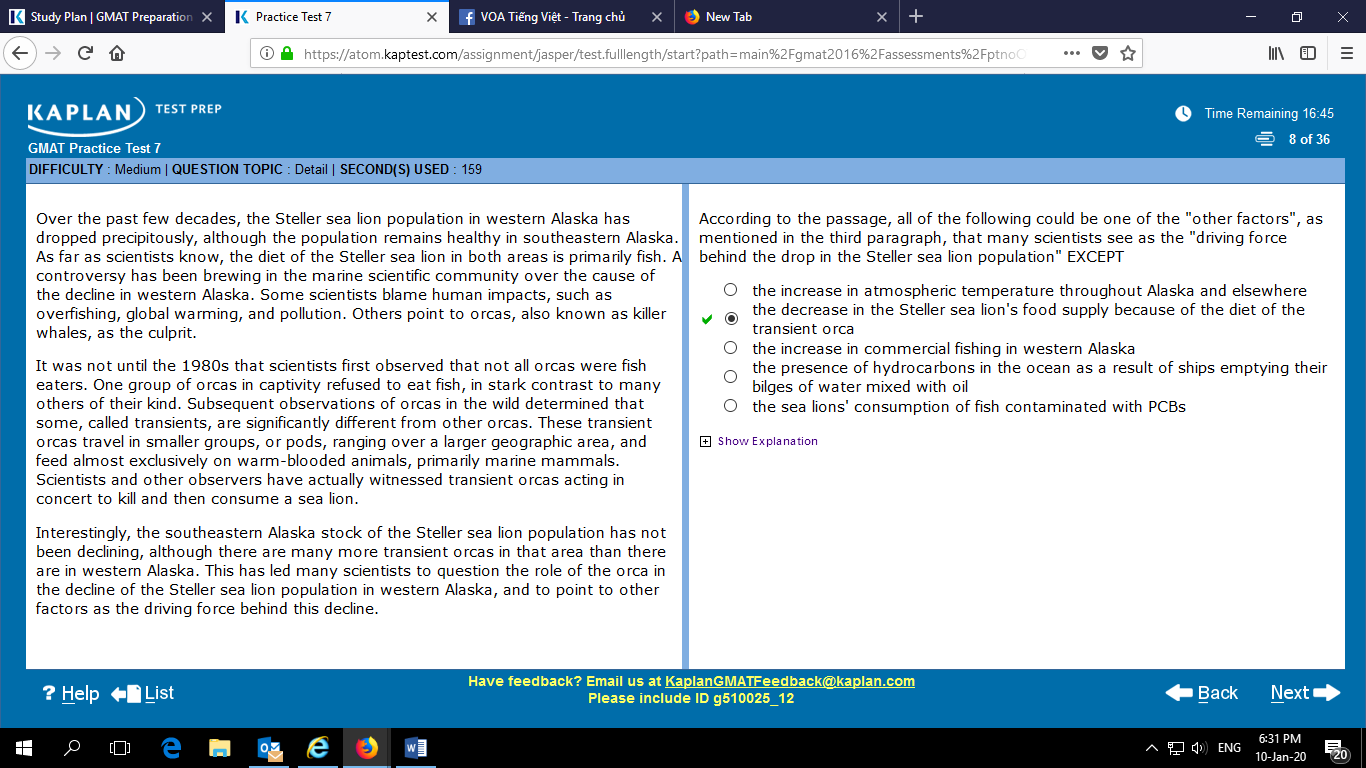 Study Plan | GMAT Preparation
Practice Test 7
VOA Tiếng Việt - Trang chủ
New Tab
https://atom.kaptest.com/assignment/jasper/test.fulllength/start?path=main%2Fgmat2016%2Fassessments%2Fptno
KAPLAN TEST PREP
Time Remaining 16:45
GMAT Practice Test 7
8 of 36
DIFFICULTY : Medium | QUESTION TOPIC : Detail | SECOND(S) USED : 159
Over the past few decades, the Steller sea lion population in western Alaska has
dropped precipitously, although the population remains healthy in southeastern Alaska.
As far as scientists know, the diet of the Steller sea lion in both areas is primarily fish. A
controversy has been brewing in the marine scientific community over the cause of
the decline in western Alaska. Some scientists blame human impacts, such as
overfishing, global warming, and pollution. Others point to orcas, also known as killer
whales, as the culprit.
It was not until the 1980s that scientists first observed that not all orcas were fish
eaters. One group of orcas in captivity refused to eat fish, in stark contrast to many
others of their kind. Subsequent observations of orcas in the wild determined that
some, called transients, are significantly different from other orcas. These transient
orcas travel in smaller groups, or pods, ranging over a larger geographic area, and
feed almost exclusively on warm-blooded animals, primarily marine mammals.
Scientists and other observers have actually witnessed transient orcas acting in
concert to kill and then consume a sea lion.
Interestingly, the southeastern Alaska stock of the Steller sea lion population has not
been declining, although there are many more transient orcas in that area than there
are in western Alaska. This has led many scientists to question the role of the orca in
the decline of the Steller sea lion population in western Alaska, and to point to other
factors as the driving force behind this decline.
According to the passage, all of the following could be one of the "other factors", as
mentioned in the third paragraph, that many scientists see as the "driving force
behind the drop in the Steller sea lion population" EXCEPT
the increase in atmospheric temperature throughout Alaska and elsewhere
the decrease in the Steller sea lion's food supply because of the diet of the
transient orca
the increase in commercial fishing in western Alaska
the presence of hydrocarbons in the ocean as a result of ships emptying their
bilges of water mixed with oil
the sea lions' consumption of fish contaminated with PCBs
Show Explanation
? Help List
Have feedback? Email us at KaplanGMATFeedback@kaplan.com
Please include ID g510025_12
Back Next
ENG
6:31 PM
10-Jan-20
20